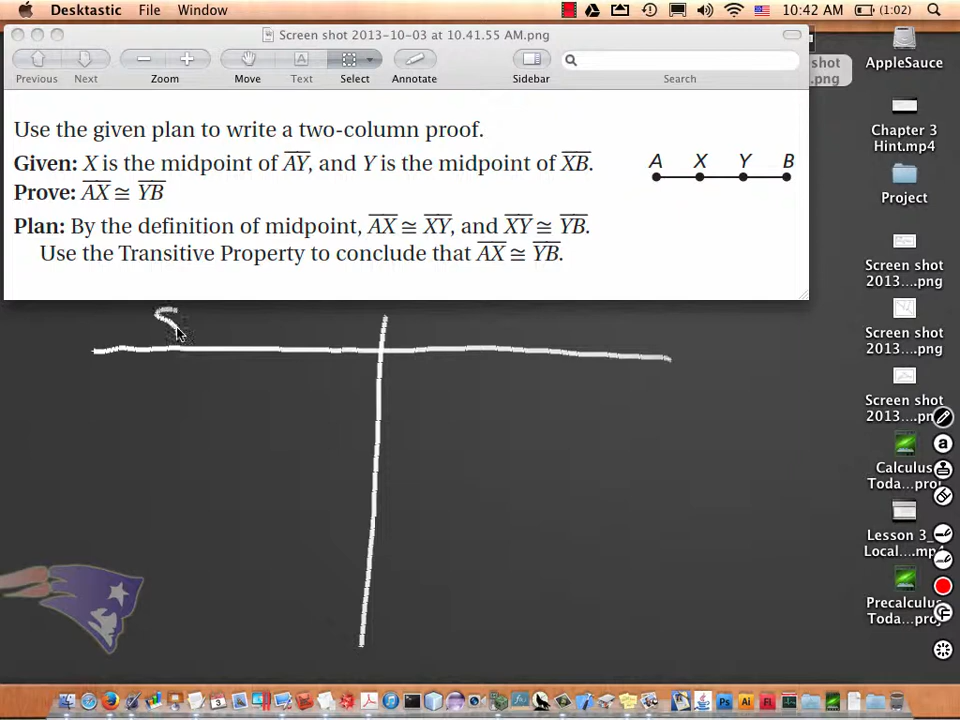 Desktastic File Window 10:42 AM (1:02)
Screen shot 2013-10-03 at 10.41.55 AM.png
Previous Next Zoom Move Text Select Annotate Sidebar Search
Use the given plan to write a two-column proof.
Given: X is the midpoint of AY, and Y is the midpoint of XB.
Prove: AX ≅ YB
Plan: By the definition of midpoint, AX ≅ XY, and XY ≅ YB.
Use the Transitive Property to conclude that AX ≅ YB.
A X Y B
S
shot
.png
AppleSauce
Chapter 3
Hint.mp4
Project
Screen shot
2013....png
Screen shot
2013....png
Screen shot
2013....pn
Calculus
Toda...proj
Lesson 3_
Local....mp4
Precalculus
Toda...proj
a